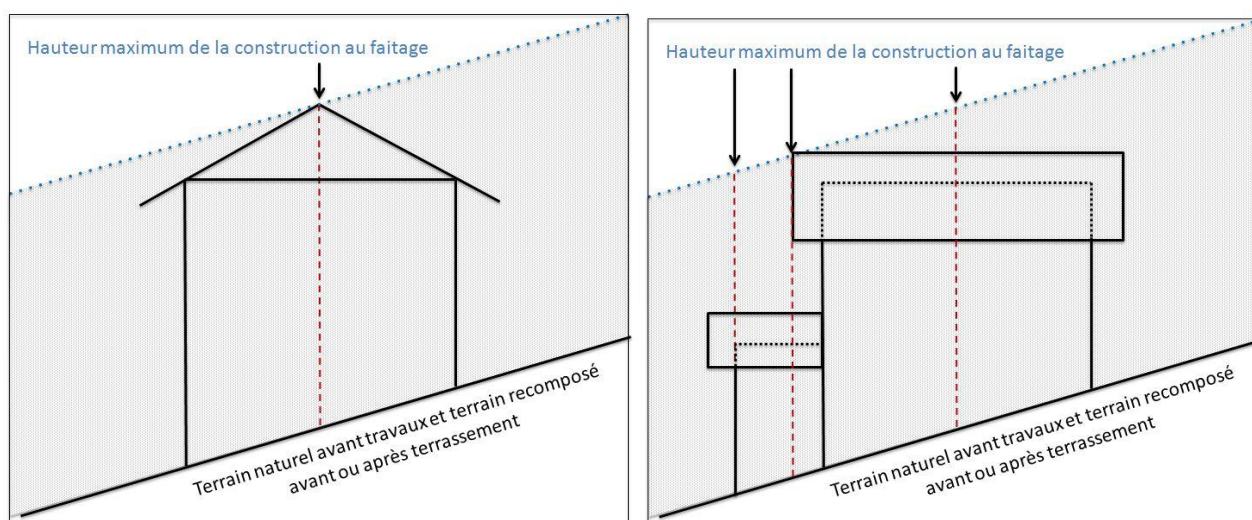 Hauteur maximum de la construction au faitage
Terrain naturel avant travaux et terrain recomposé
avant ou après terrassement
Hauteur maximum de la construction au faitage
Terrain naturel avant travaux et terrain recomposé
avant ou après terrassement